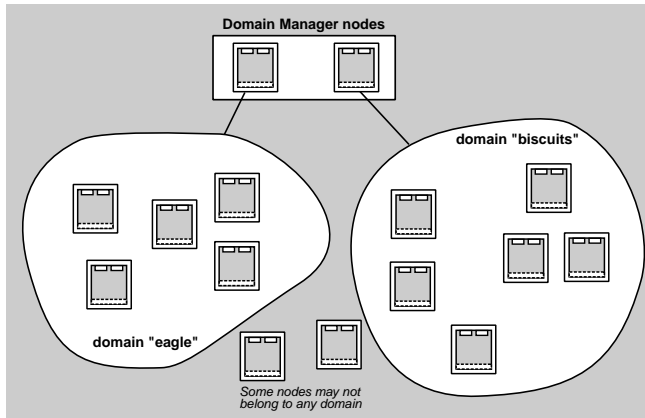 Domain Manager nodes
domain "biscuits"
domain "eagle"
Some nodes may not
belong to any domain